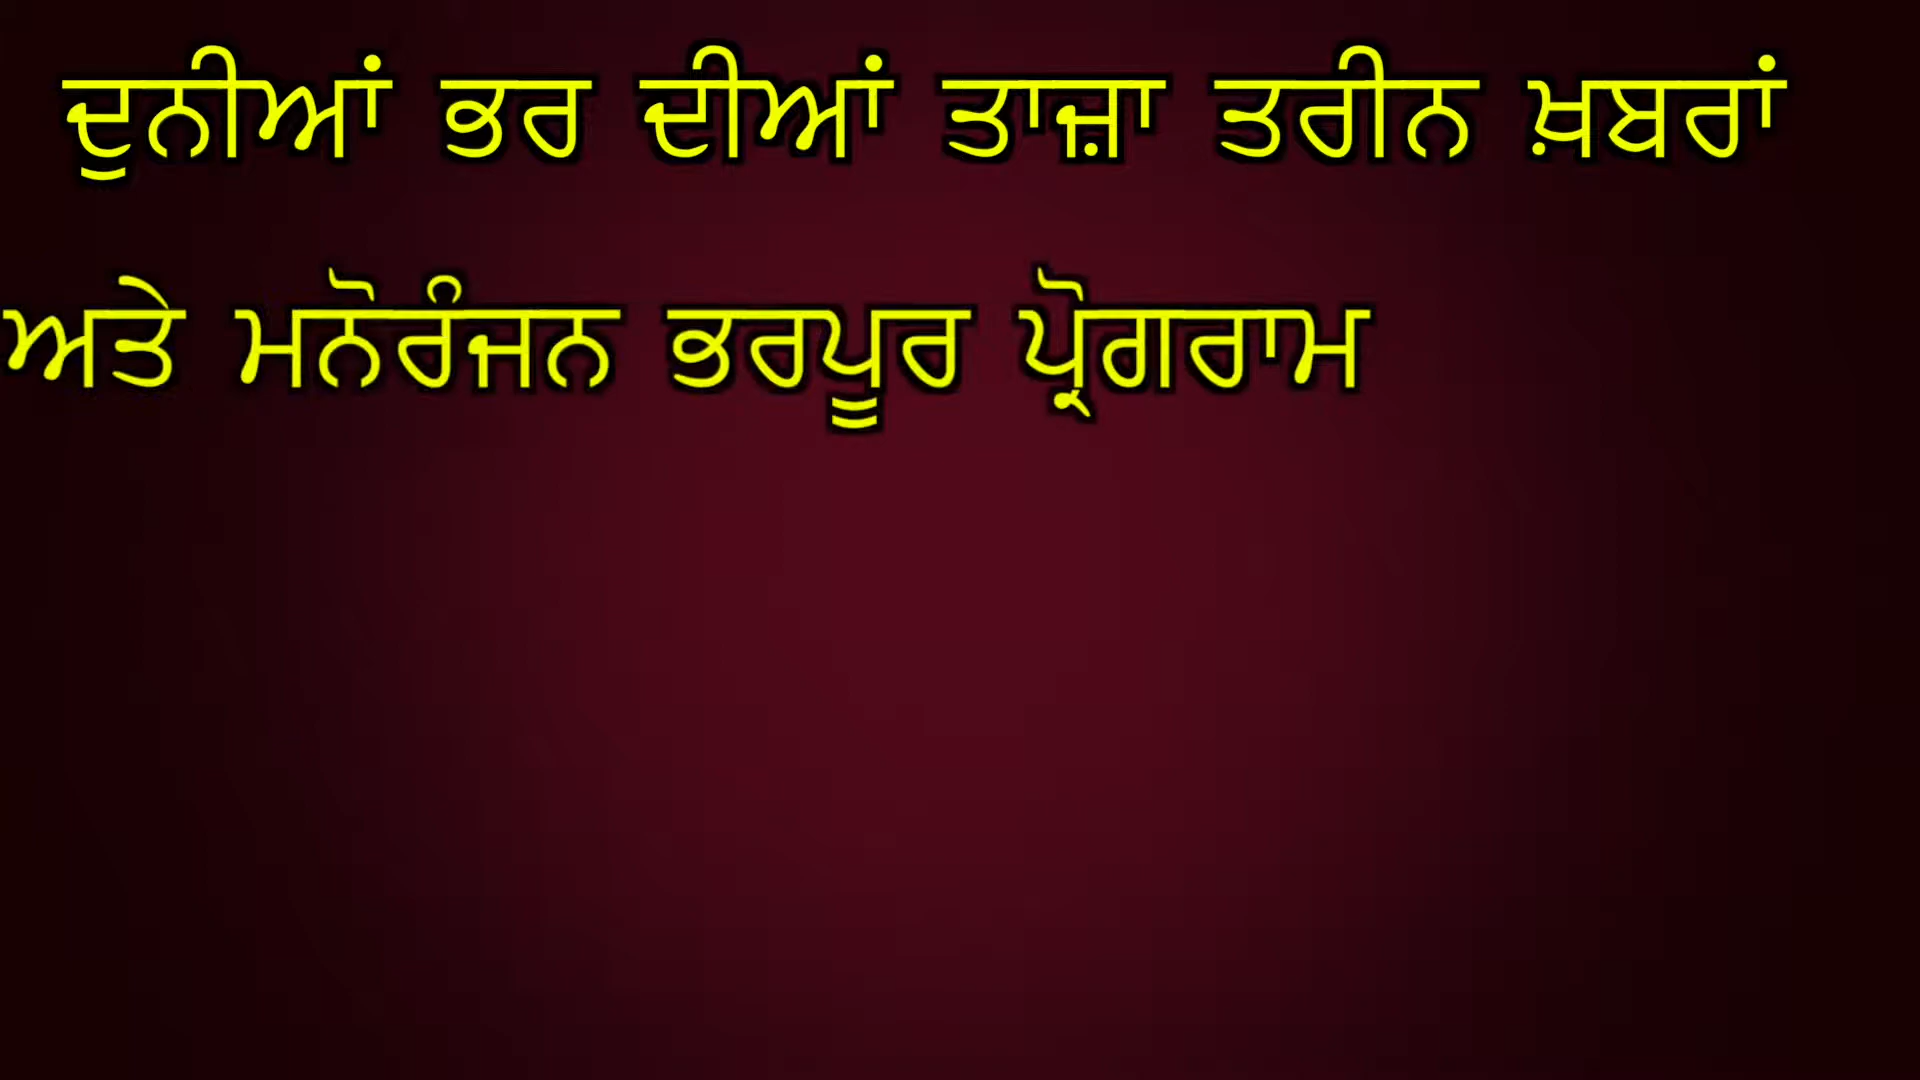 ਦੁਨੀਆਂ ਭਰ ਦੀਆਂ ਤਾਜ਼ਾ ਤਰੀਨ ਖ਼ਬਰਾਂ
ਅਤੇ ਮਨੋਰੰਜਨ ਭਰਪੂਰ ਪ੍ਰੋਗਰਾਮ